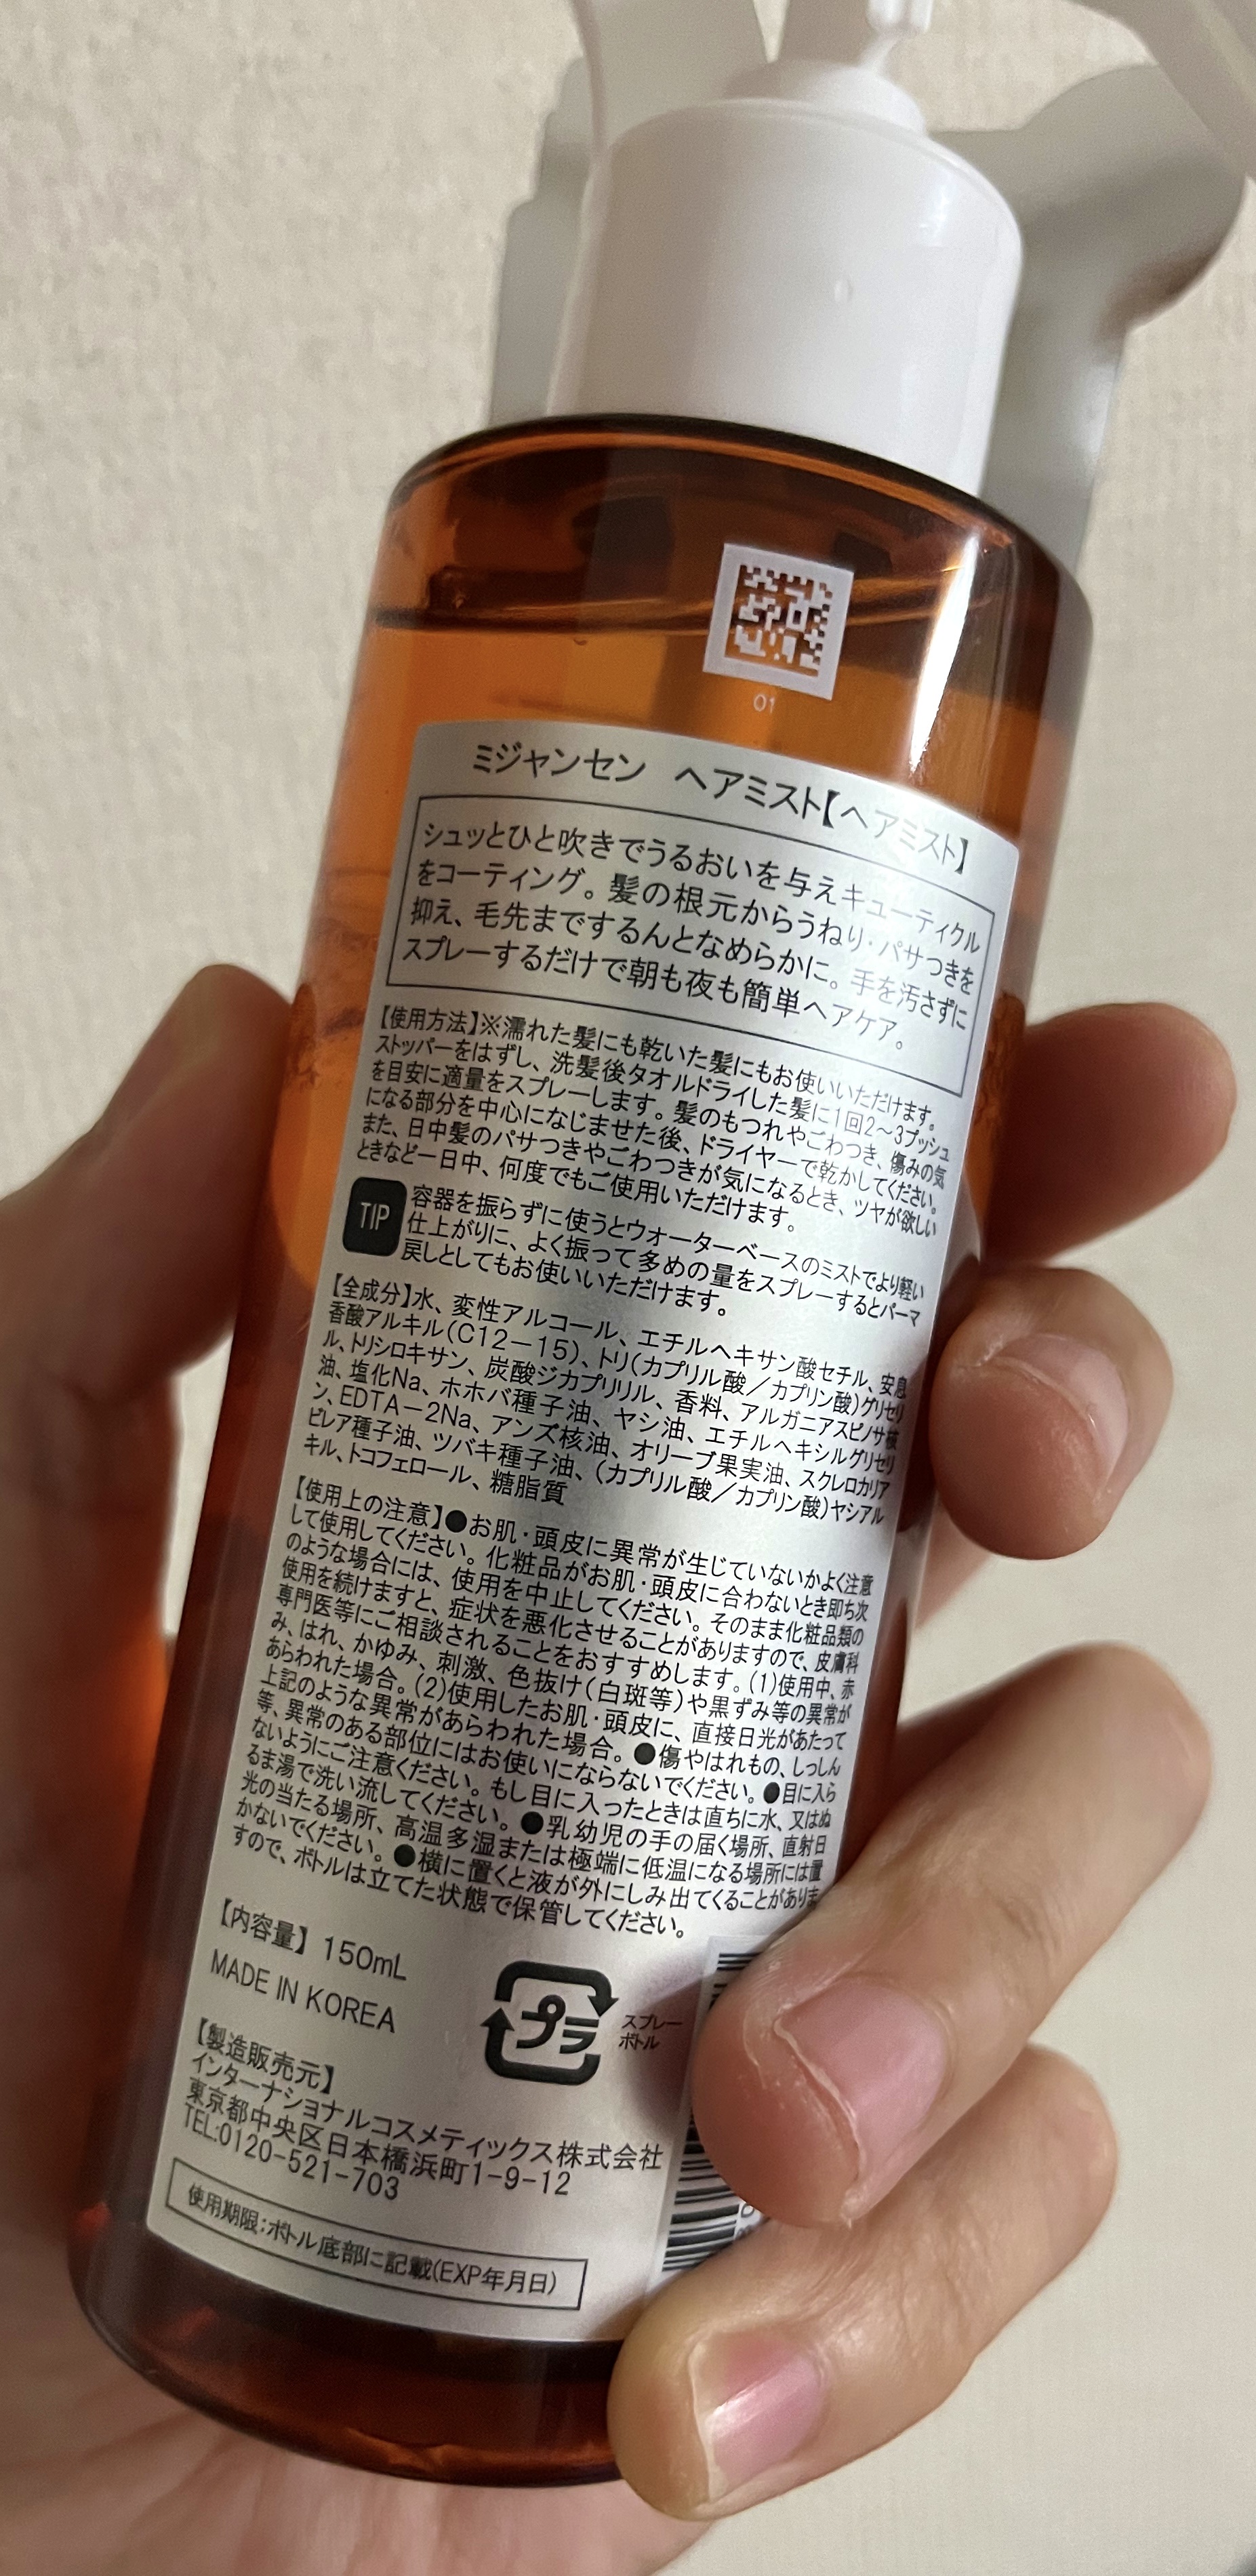 01
ミジャンセン ヘアミスト【ヘアミスト】
シュッとひと吹きでうるおいを与えキューティクル
をコーティング。髪の根元からうねり・パサつきを
抑え、毛先までするんとなめらかに。手を汚さずに
スプレーするだけで朝も夜も簡単ヘアケア。
【使用方法】※濡れた髪にも乾いた髪にもお使いいただけます。
ストッパーをはずし、洗髪後タオルドライした髪に1回2～3プッシュ
を目安に適量をスプレーします。髪のもつれやごわつき、傷みの気
になる部分を中心になじませた後、ドライヤーで乾かしてください。
また、日中髪のパサつきやごわつきが気になるとき、ツヤが欲しい
ときなど一日中、何度でもご使用いただけます。
TIP
容器を振らずに使うとウォーターベースのミストでより軽い
仕上がりに、よく振って多めの量をスプレーするとパーマ
戻しとしてもお使いいただけます。
【全成分】水、変性アルコール、エチルヘキサン酸セチル、安息
香酸アルキル(C12－15)、トリ(カプリル酸／カプリン酸)グリセリ
ル、トリシロキサン、炭酸ジカプリリル、香料、アルガニアスピノサ核
油、塩化Na、ホホバ種子油、ヤシ油、エチルヘキシルグリセリ
ン、EDTA－2Na、アンズ核油、オリーブ果実油、スクレロカリア
ビレア種子油、ツバキ種子油、(カプリル酸／カプリン酸)ヤシアル
キル、トコフェロール、糖脂質
【使用上の注意】●お肌・頭皮に異常が生じていないかよく注意
して使用してください。化粧品がお肌・頭皮に合わないとき即ち次
のような場合には、使用を中止してください。そのまま化粧品類の
使用を続けますと、症状を悪化させることがありますので、皮膚科
専門医等にご相談されることをおすすめします。(1)使用中、赤
み、はれ、かゆみ、刺激、色抜け(白斑等)や黒ずみ等の異常が
あらわれた場合。(2)使用したお肌・頭皮に、直接日光があたって
上記のような異常があらわれた場合。●傷やはれもの、しっしん
等、異常のある部位にはお使いにならないでください。●目に入ら
ないようにご注意ください。もし目に入ったときは直ちに水、又はぬ
るま湯で洗い流してください。●乳幼児の手の届く場所、直射日
光の当たる場所、高温多湿または極端に低温になる場所には置
かないでください。●横に置くと液が外にしみ出てくることがありま
すので、ボトルは立てた状態で保管してください。
【内容量】150mL
MADE IN KOREA
プラ
スプレー
ボトル
【製造販売元】
インターナショナルコスメティックス株式会社
東京都中央区日本橋浜町1-9-12
TEL:0120-521-703
使用期限:ボトル底部に記載(EXP年月日)